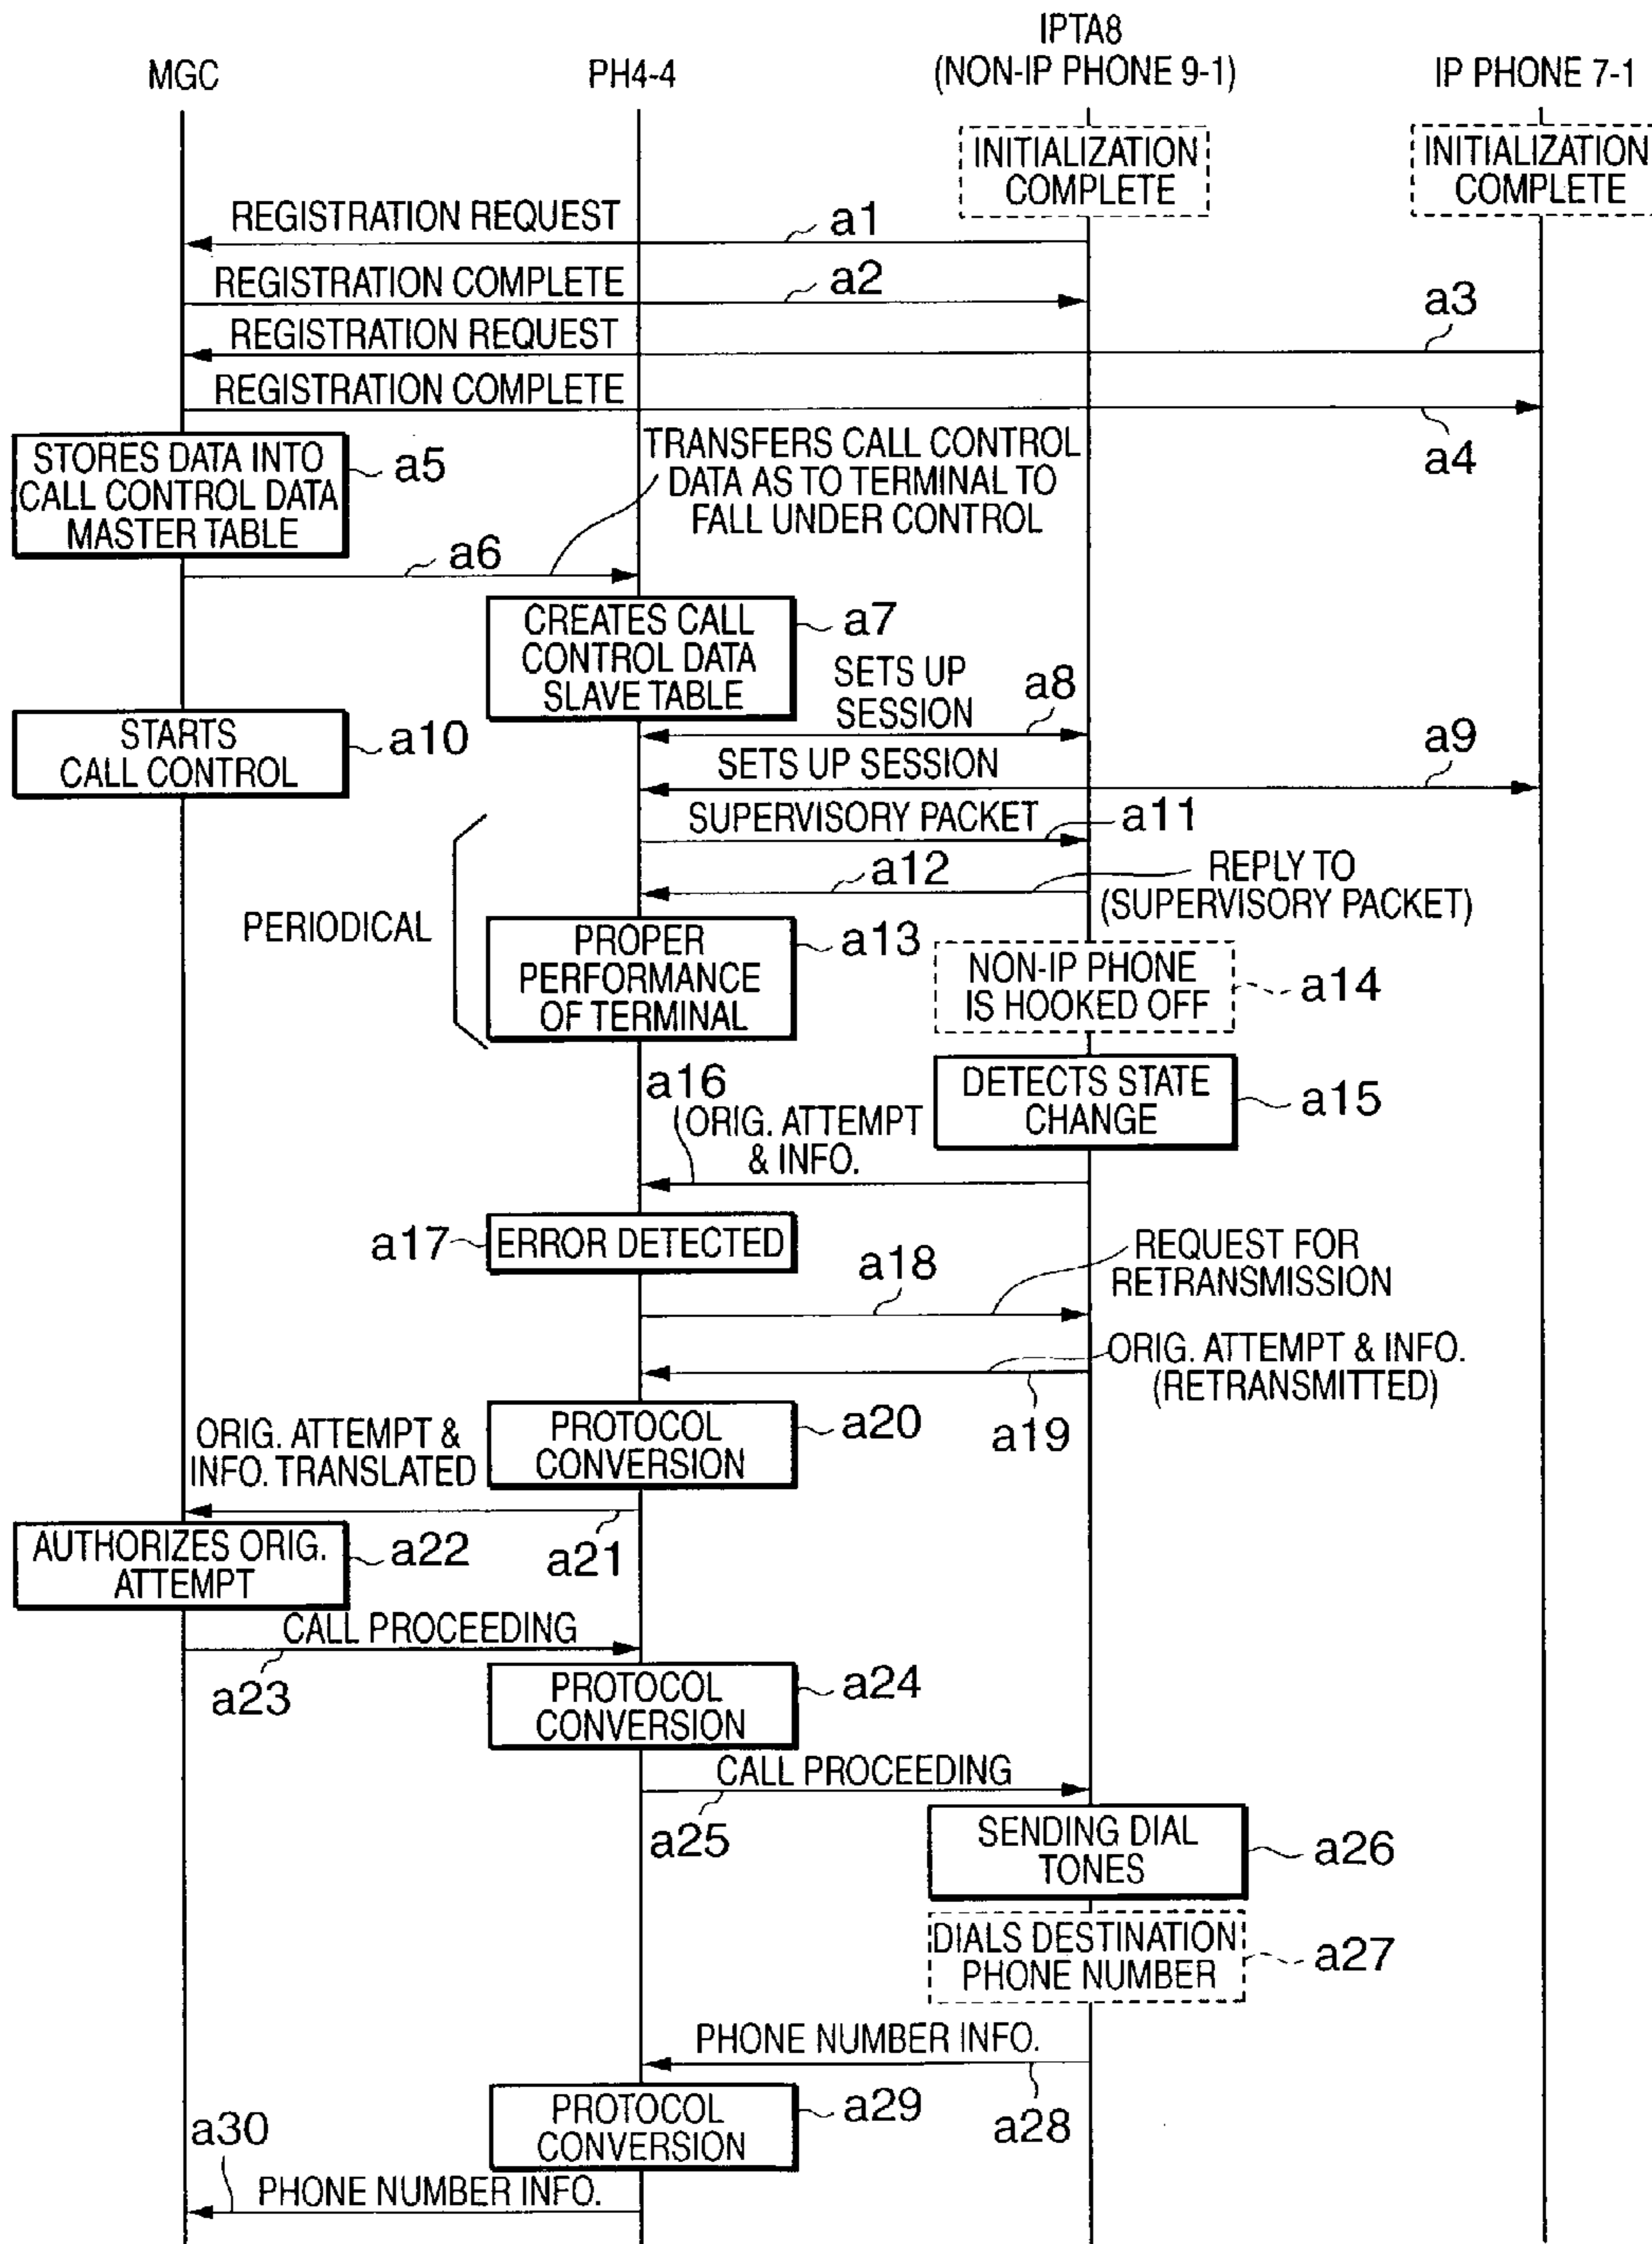 IPTA8
MGC
PH4-4
(NON-IP PHONE 9-1)
IP PHONE 7-1
INITIALIZATION
COMPLETE
INITIALIZATION
COMPLETE
REGISTRATION REQUEST
a1
REGISTRATION COMPLETE
a2
REGISTRATION REQUEST
a3
REGISTRATION COMPLETE
a4
STORES DATA INTO
CALL CONTROL DATA
MASTER TABLE
a5
TRANSFERS CALL CONTROL
DATA AS TO TERMINAL TO
FALL UNDER CONTROL
a6
CREATES CALL
CONTROL DATA
SLAVE TABLE
a7
SETS UP
SESSION
a8
STARTS
CALL CONTROL
a10
SETS UP SESSION
a9
SUPERVISORY PACKET
a11
a12
REPLY TO
(SUPERVISORY PACKET)
PERIODICAL
PROPER
PERFORMANCE
OF TERMINAL
a13
NON-IP PHONE
IS HOOKED OFF
a14
DETECTS STATE
CHANGE
a15
a16
ORIG. ATTEMPT
& INFO.
a17
ERROR DETECTED
a18
REQUEST FOR
RETRANSMISSION
ORIG. ATTEMPT & INFO.
(RETRANSMITTED)
a19
PROTOCOL
CONVERSION
a20
ORIG. ATTEMPT &
INFO. TRANSLATED
a21
AUTHORIZES ORIG.
ATTEMPT
a22
CALL PROCEEDING
a23
PROTOCOL
CONVERSION
a24
CALL PROCEEDING
a25
SENDING DIAL
TONES
a26
DIALS DESTINATION
PHONE NUMBER
a27
PHONE NUMBER INFO.
a28
PROTOCOL
CONVERSION
a29
a30
PHONE NUMBER INFO.